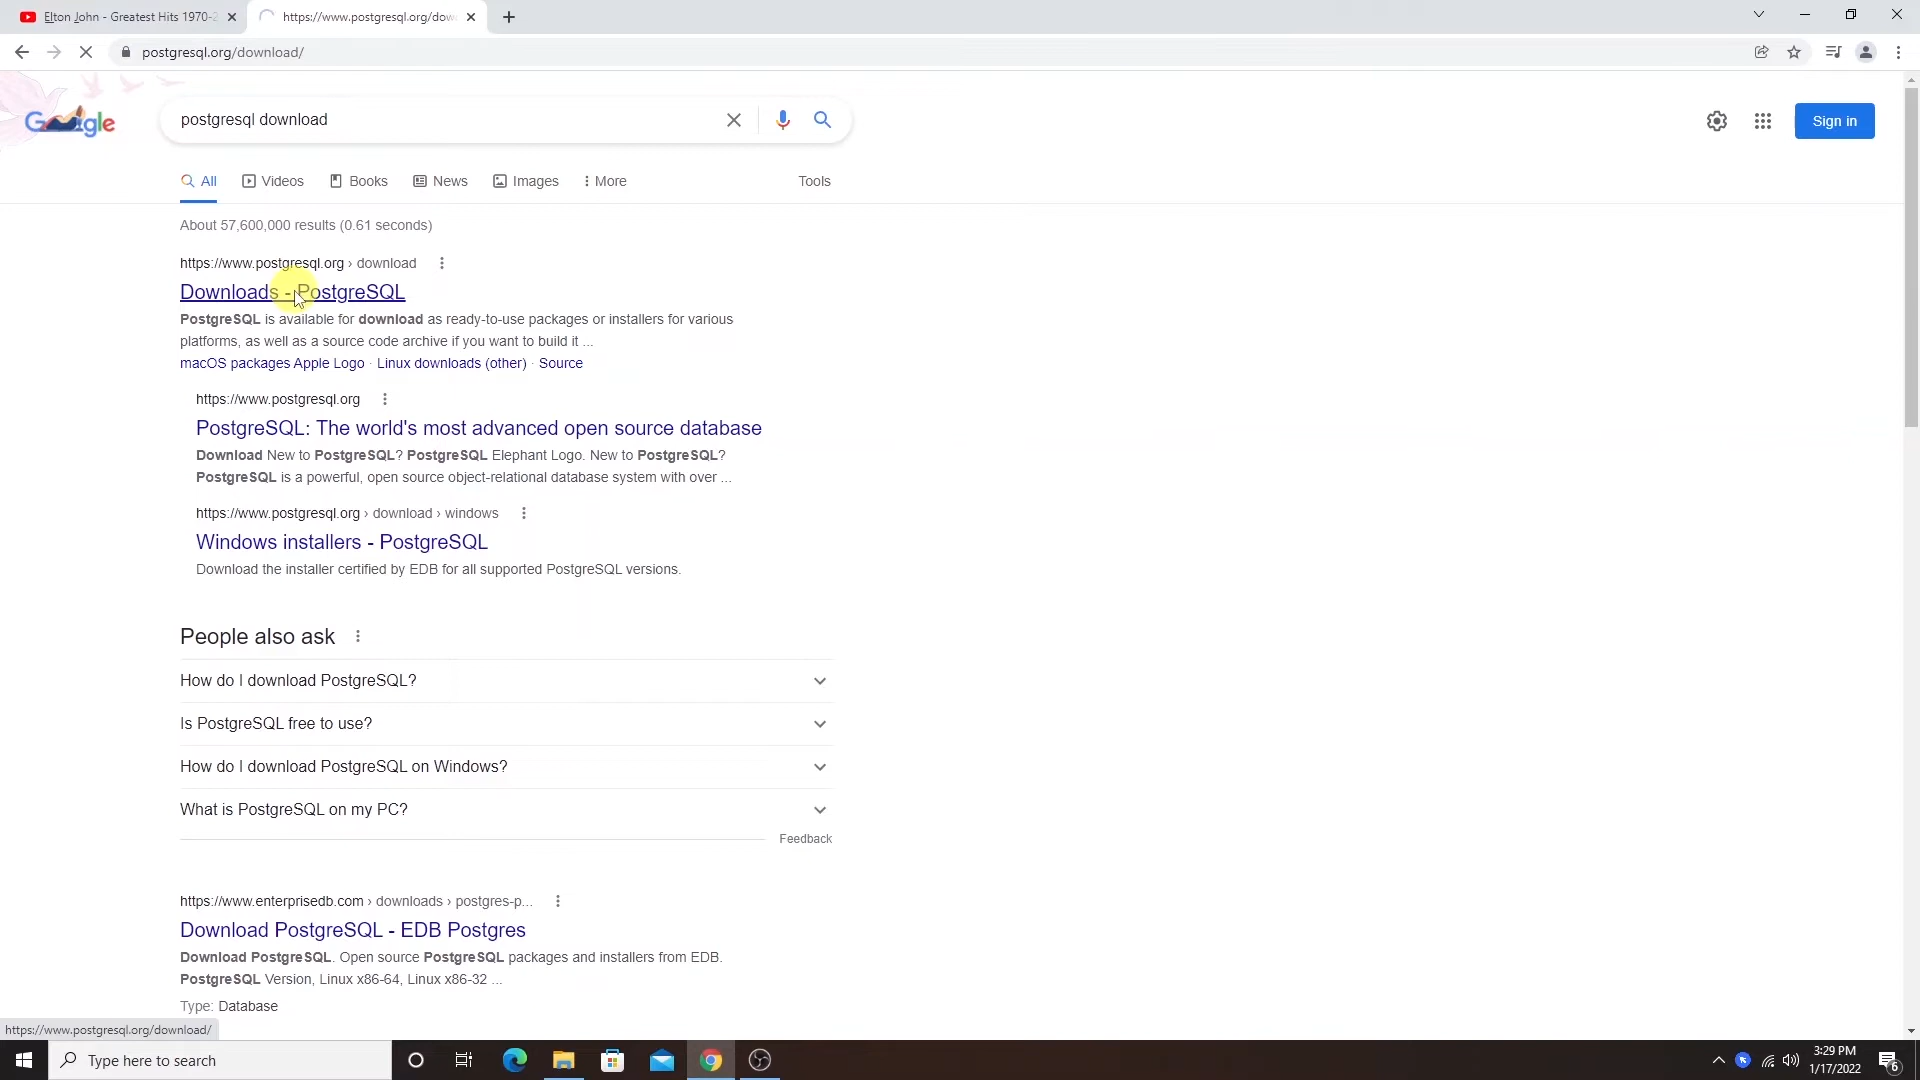 Elton John - Greatest Hits 1970-2
https://www.postgresql.org/dow
postgresql.org/download/
Google
postgresql download
Sign in
All
Videos
Books
News
Images
More
Tools
About 57,600,000 results (0.61 seconds)
https://www.postgresql.org › download
Downloads - PostgreSQL
PostgreSQL is available for download as ready-to-use packages or installers for various
platforms, as well as a source code archive if you want to build it ...
macOS packages Apple Logo · Linux downloads (other) · Source
https://www.postgresql.org
PostgreSQL: The world's most advanced open source database
Download New to PostgreSQL? PostgreSQL Elephant Logo. New to PostgreSQL?
PostgreSQL is a powerful, open source object-relational database system with over ...
https://www.postgresql.org › download › windows
Windows installers - PostgreSQL
Download the installer certified by EDB for all supported PostgreSQL versions.
People also ask
How do I download PostgreSQL?
Is PostgreSQL free to use?
How do I download PostgreSQL on Windows?
What is PostgreSQL on my PC?
Feedback
https://www.enterprisedb.com › downloads › postgres-p...
Download PostgreSQL - EDB Postgres
Download PostgreSQL. Open source PostgreSQL packages and installers from EDB.
PostgreSQL Version, Linux x86-64, Linux x86-32 ...
Type: Database
https://www.postgresql.org/download/
Type here to search
3:29 PM
1/17/2022
6